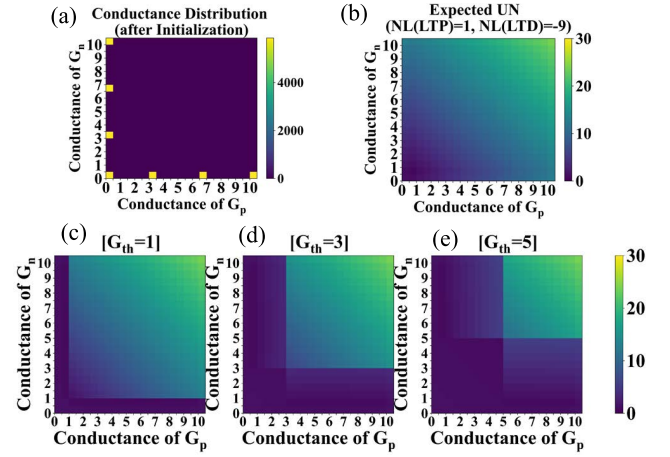 (a)
Conductance Distribution
(after Initialization)
Conductance of Gn
10
9
8
7
6
5
4
3
2
1
0
0 1 2 3 4 5 6 7 8 9 10
Conductance of Gp
4000
2000
0
(b)
Expected UN
(NL(LTP)=1, NL(LTD)=-9)
Conductance of Gn
10
9
8
7
6
5
4
3
2
1
0
0 1 2 3 4 5 6 7 8 9 10
Conductance of Gp
30
20
10
0
(c)
[Gth=1]
Conductance of Gn
10
9
8
7
6
5
4
3
2
1
0
0 1 2 3 4 5 6 7 8 9 10
Conductance of Gp
(d)
[Gth=3]
Conductance of Gn
10
9
8
7
6
5
4
3
2
1
0
0 1 2 3 4 5 6 7 8 9 10
Conductance of Gp
(e)
[Gth=5]
Conductance of Gn
10
9
8
7
6
5
4
3
2
1
0
0 1 2 3 4 5 6 7 8 9 10
Conductance of Gp
30
20
10
0